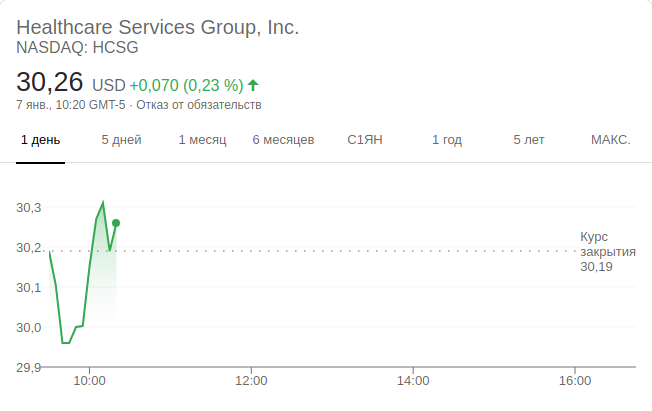 Healthcare Services Group, Inc.
NASDAQ: HCSG
30,26 USD +0,070 (0,23 %)
7 янв., 10:20 GMT-5 · Отказ от обязательств
1 день 5 дней 1 месяц 6 месяцев С1ЯН 1 год 5 лет МАКС.
30,3
30,2
30,1
30,0
29,9
Курс
закрытия
30,19
10:00 12:00 14:00 16:00